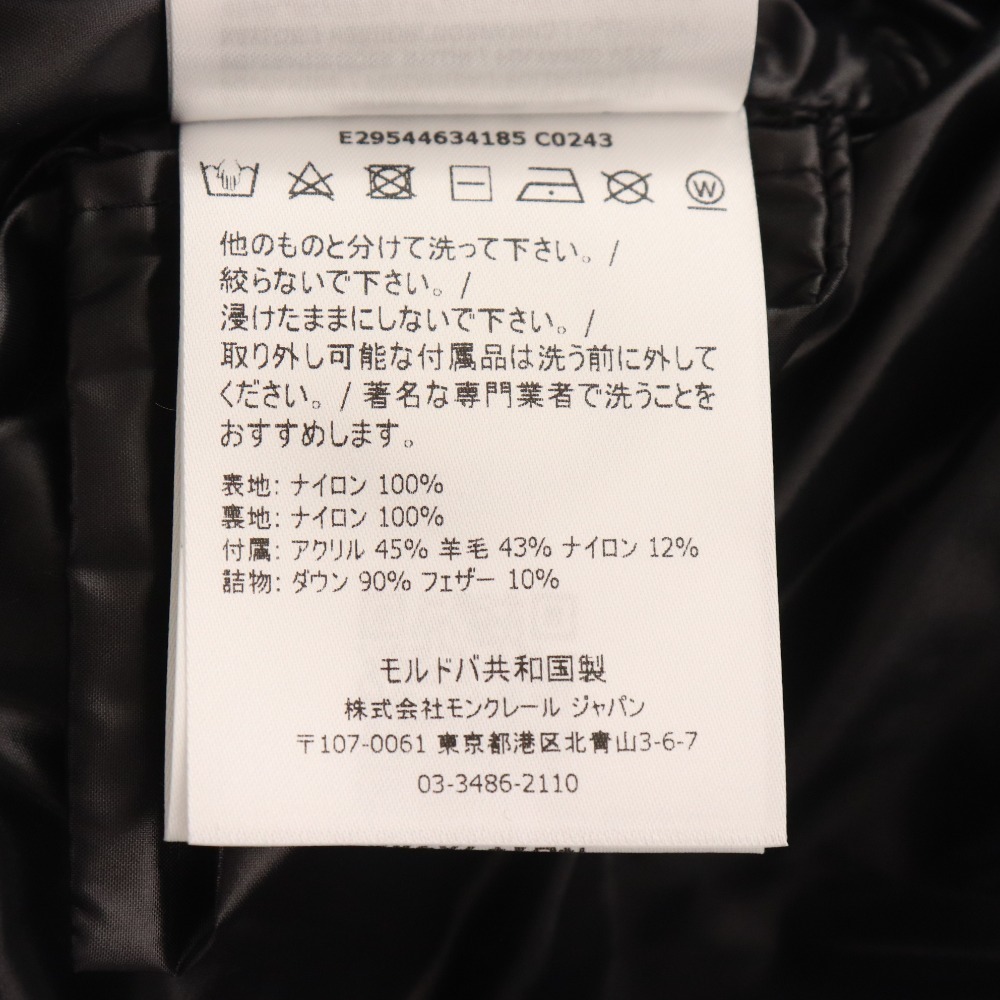 E29544634185 C0243
W
他のものと分けて洗って下さい。/
絞らないで下さい。/
浸けたままにしないで下さい。/
取り外し可能な付属品は洗う前に外して
ください。/ 著名な専門業者で洗うことを
おすすめします。
表地: ナイロン 100%
裏地: ナイロン 100%
付属: アクリル 45% 羊毛 43% ナイロン 12%
詰物: ダウン 90% フェザー 10%
モルドバ共和国製
株式会社モンクレール ジャパン
〒107-0061 東京都港区北青山3-6-7
03-3486-2110